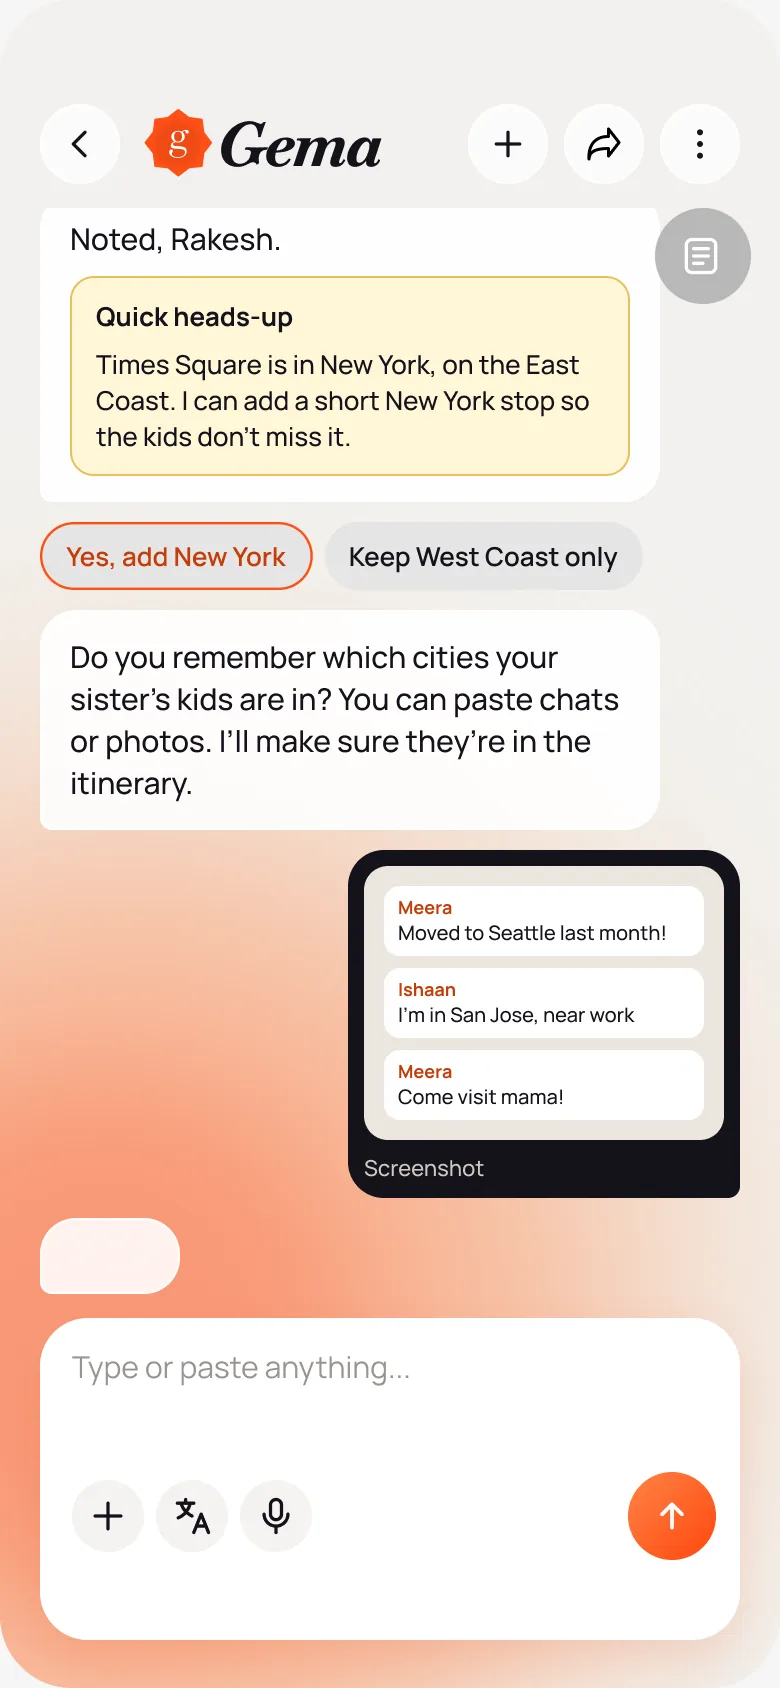 g Gema
Noted, Rakesh.
Quick heads-up
Times Square is in New York, on the East
Coast. I can add a short New York stop so
the kids don’t miss it.
Yes, add New York
Keep West Coast only
Do you remember which cities your
sister’s kids are in? You can paste chats
or photos. I’ll make sure they’re in the
itinerary.
Meera
Moved to Seattle last month!
Ishaan
I’m in San Jose, near work
Meera
Come visit mama!
Screenshot
Type or paste anything...
文A